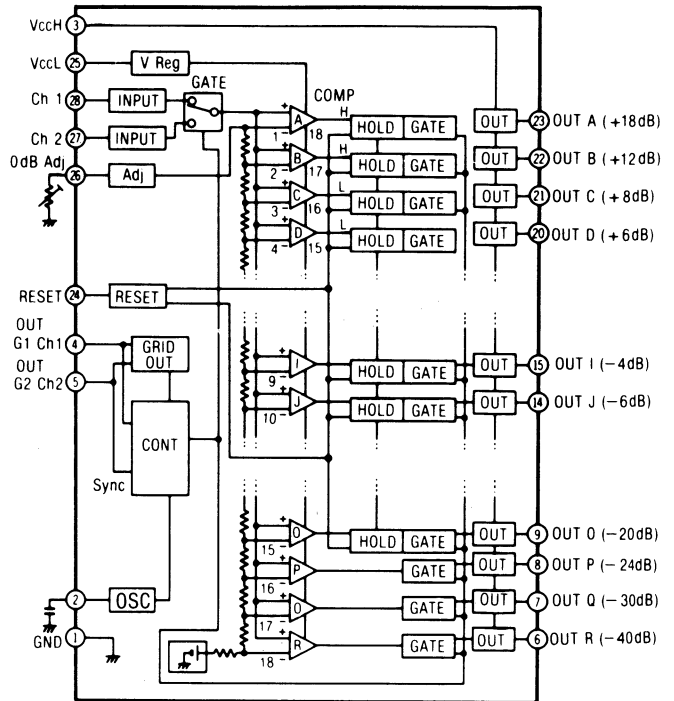 VccH 3
VccL 25 V Reg
GATE
COMP
Ch 1 28 INPUT
+ A H HOLD GATE OUT 23 OUT A (+18dB)
1 − 18
Ch 2 27 INPUT
+ B H HOLD GATE OUT 22 OUT B (+12dB)
2 − 17
0dB Adj 26 Adj
+ C L HOLD GATE OUT 21 OUT C (+8dB)
3 − 16
+ D L HOLD GATE OUT 20 OUT D (+6dB)
4 − 15
RESET 24 RESET
OUT
G1 Ch1 4 GRID OUT
OUT
G2 Ch2 5
+ I HOLD GATE OUT 15 OUT I (−4dB)
9 −
+ J HOLD GATE OUT 14 OUT J (−6dB)
10 −
CONT
Sync
+ O HOLD GATE OUT 9 OUT O (−20dB)
15 −
+ P GATE OUT 8 OUT P (−24dB)
16 −
2 OSC
+ O GATE OUT 7 OUT Q (−30dB)
17 −
GND 1
+ R GATE OUT 6 OUT R (−40dB)
18 −